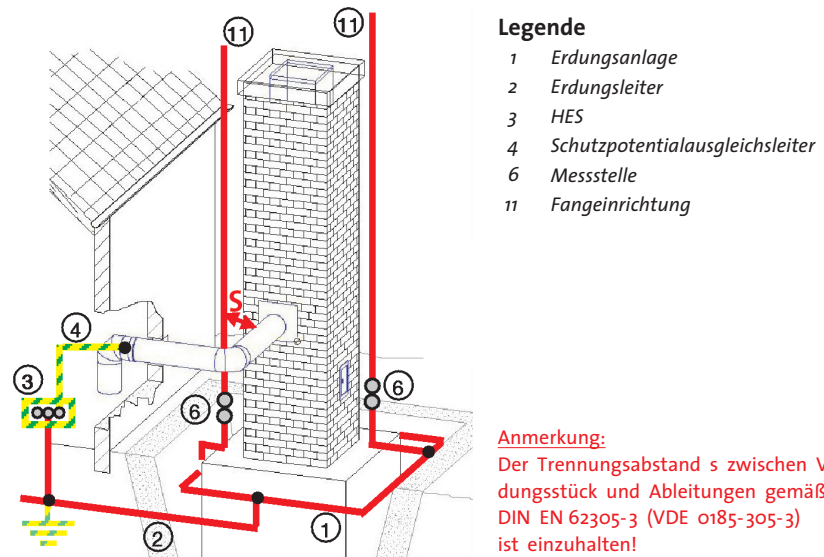 11
11
S
4
3
6
6
2
1
Legende
1 Erdungsanlage
2 Erdungsleiter
3 HES
4 Schutzpotentialausgleichsleiter
6 Messstelle
11 Fangeinrichtung
Anmerkung:
Der Trennungsabstand s zwischen V
dungsstück und Ableitungen gemäß
DIN EN 62305-3 (VDE 0185-305-3)
ist einzuhalten!